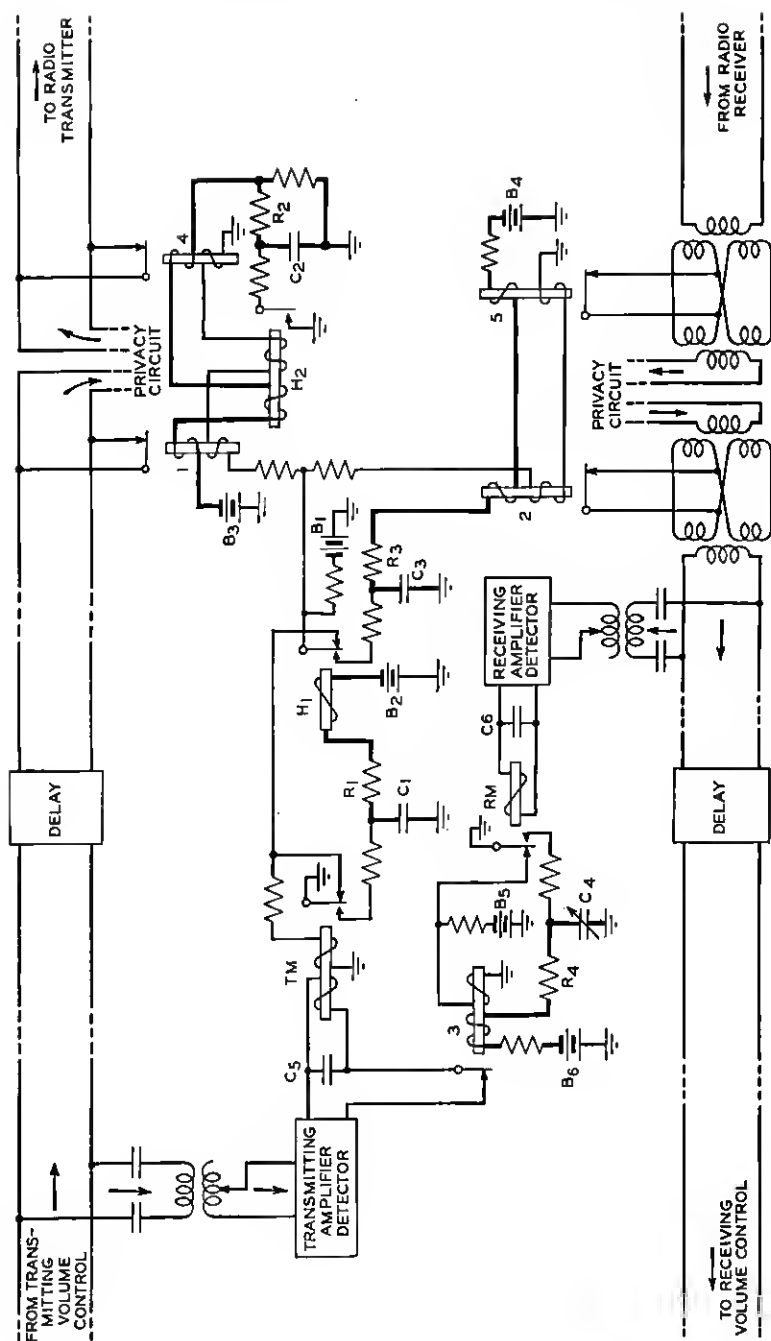 FROM TRANS-
MITTING
VOLUME
CONTROL
DELAY
TO RADIO
TRANSMITTER
PRIVACY
CIRCUIT
TRANSMITTING
AMPLIFIER
DETECTOR
C5
TM
R1
C1
H1
B2
B1
R3
C3
B3
1
H2
4
R2
C2
3
B6
B5
R4
C4
RM
C6
RECEIVING
AMPLIFIER
DETECTOR
2
5
B4
PRIVACY
CIRCUIT
TO RECEIVING
VOLUME CONTROL
DELAY
FROM RADIO
RECEIVER